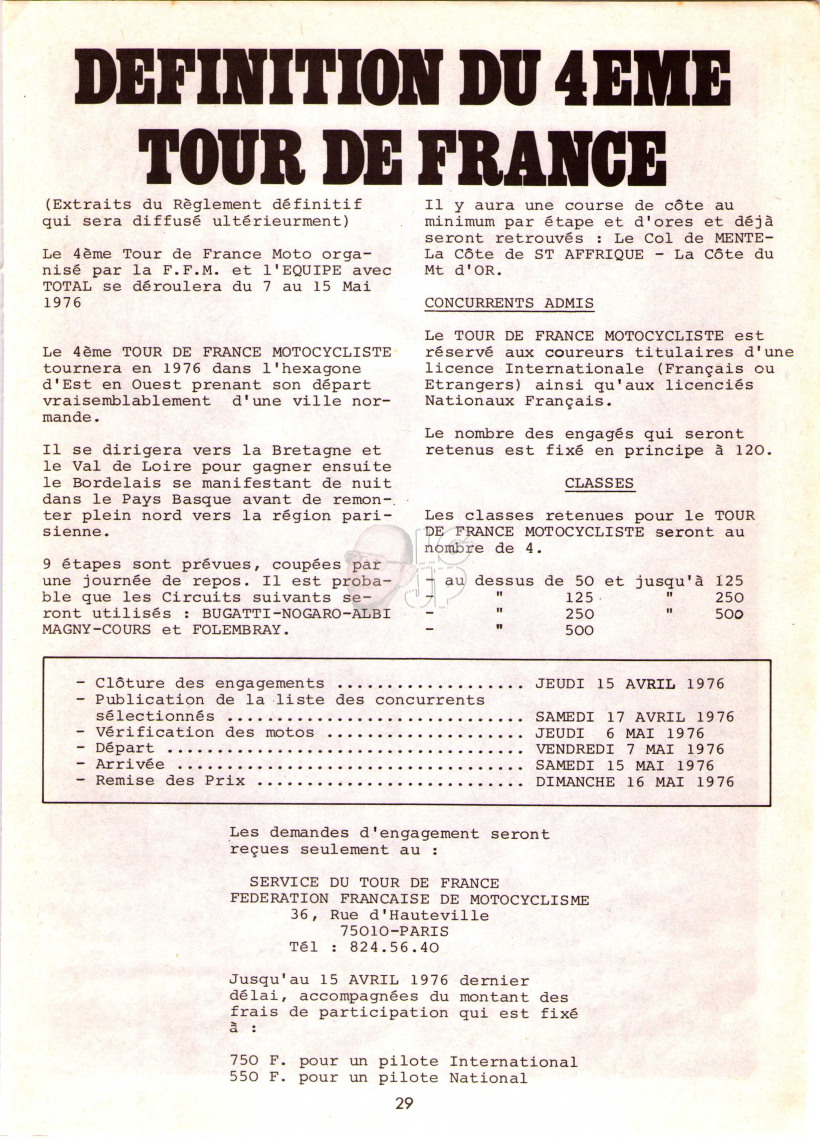 DEFINITION DU 4EME
TOUR DE FRANCE
(Extraits du Règlement définitif
qui sera diffusé ultérieurment)
Le 4ème Tour de France Moto orga-
nisé par la F.F.M. et l'EQUIPE avec
TOTAL se déroulera du 7 au 15 Mai
1976
Le 4ème TOUR DE FRANCE MOTOCYCLISTE
tournera en 1976 dans l'hexagone
d'Est en Ouest prenant son départ
vraisemblablement d'une ville nor-
mande.
Il se dirigera vers la Bretagne et
le Val de Loire pour gagner ensuite
le Bordelais se manifestant de nuit
dans le Pays Basque avant de remon-
ter plein nord vers la région pari-
sienne.
9 étapes sont prévues, coupées par
une journée de repos. Il est proba-
ble que les Circuits suivants se-
ront utilisés : BUGATTI-NOGARO-ALBI
MAGNY-COURS et FOLEMBRAY.
Il y aura une course de côte au
minimum par étape et d'ores et déjà
seront retrouvés : Le Col de MENTE-
La Côte de ST AFFRIQUE - La Côte du
Mt d'OR.
CONCURRENTS ADMIS
Le TOUR DE FRANCE MOTOCYCLISTE est
réservé aux coureurs titulaires d'une
licence Internationale (Français ou
Etrangers) ainsi qu'aux licenciés
Nationaux Français.
Le nombre des engagés qui seront
retenus est fixé en principe à 120.
CLASSES
Les classes retenues pour le TOUR
DE FRANCE MOTOCYCLISTE seront au
nombre de 4.
- au dessus de 50 et jusqu'à 125
- " 125 " 250
- " 250 " 500
- " 500
- Clôture des engagements ................... JEUDI 15 AVRIL 1976
- Publication de la liste des concurrents
sélectionnés .............................. SAMEDI 17 AVRIL 1976
- Vérification des motos .................... JEUDI 6 MAI 1976
- Départ .................................... VENDREDI 7 MAI 1976
- Arrivée ................................... SAMEDI 15 MAI 1976
- Remise des Prix ........................... DIMANCHE 16 MAI 1976
Les demandes d'engagement seront
reçues seulement au :
SERVICE DU TOUR DE FRANCE
FEDERATION FRANCAISE DE MOTOCYCLISME
36, Rue d'Hauteville
75010-PARIS
Tél : 824.56.40
Jusqu'au 15 AVRIL 1976 dernier
délai, accompagnées du montant des
frais de participation qui est fixé
à :
750 F. pour un pilote International
550 F. pour un pilote National
29